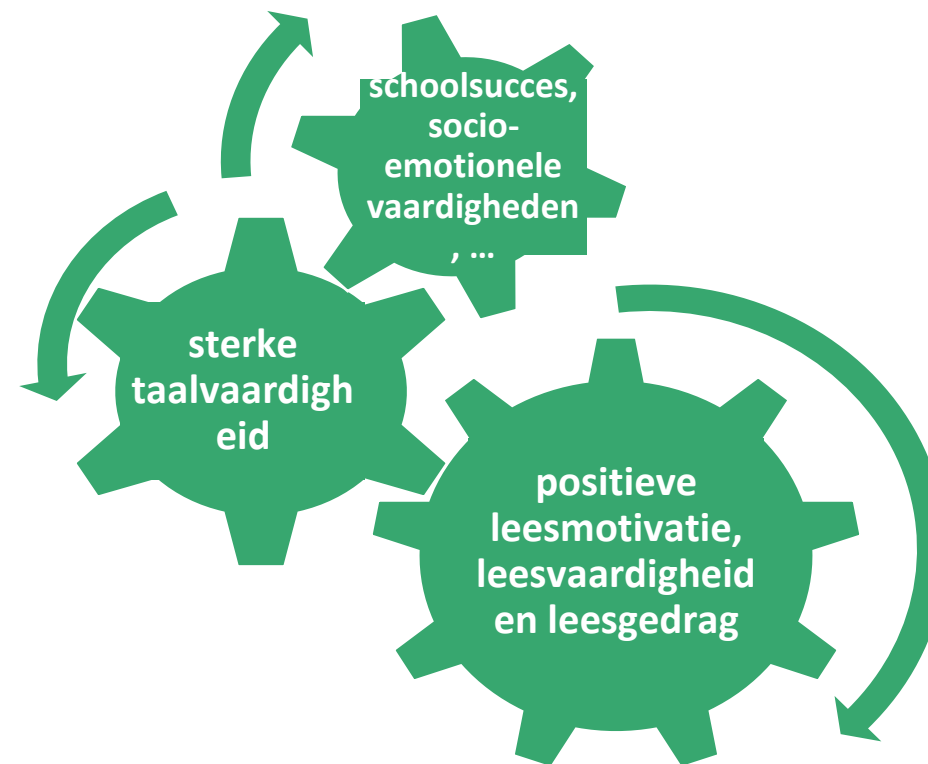 schoolsucces,
socio-
emotionele
vaardigheden
, ...
sterke
taalvaardigh
eid
positieve
leesmotivatie,
leesvaardigheid
en leesgedrag